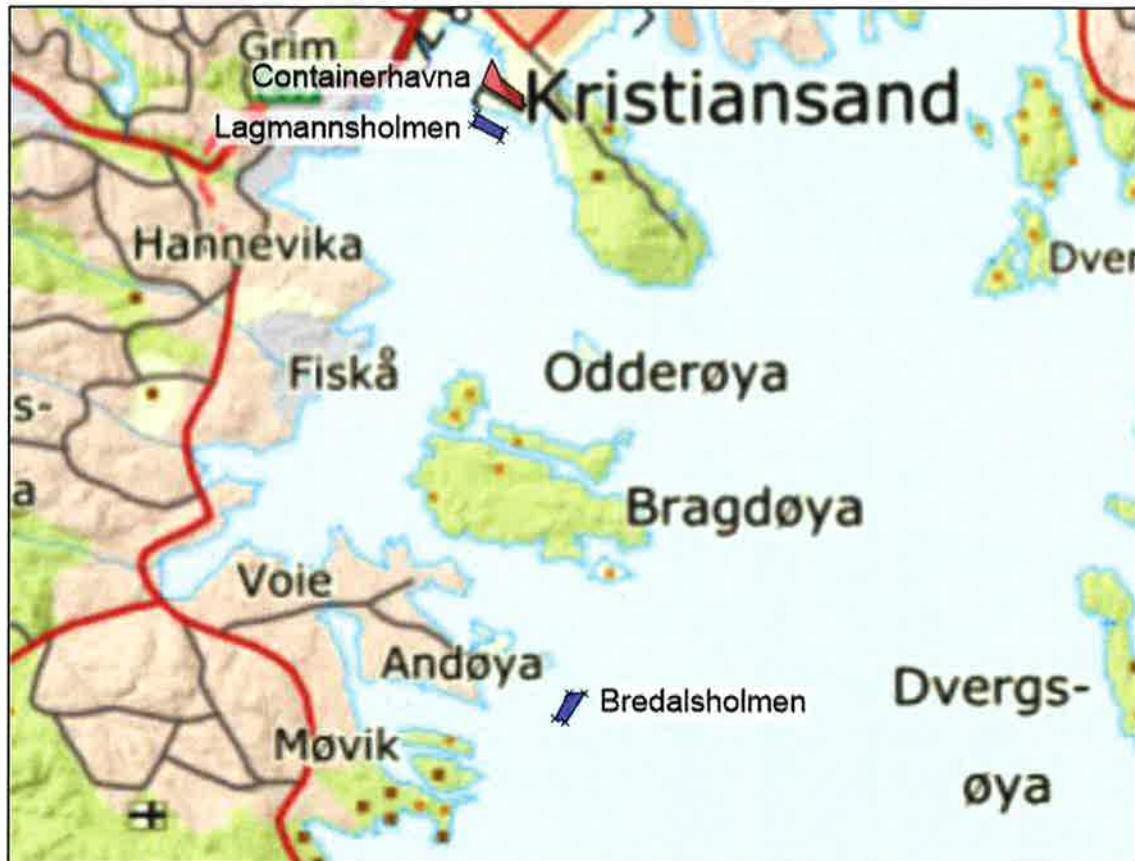 Grim
Containerhavna
Kristiansand
Lagmannsholmen
Hannevika
Dver
Fiskå
Odderøya
s-
a
Bragdøya
Voie
Andøya
Dvergs-
øya
Bredalsholmen
Møvik